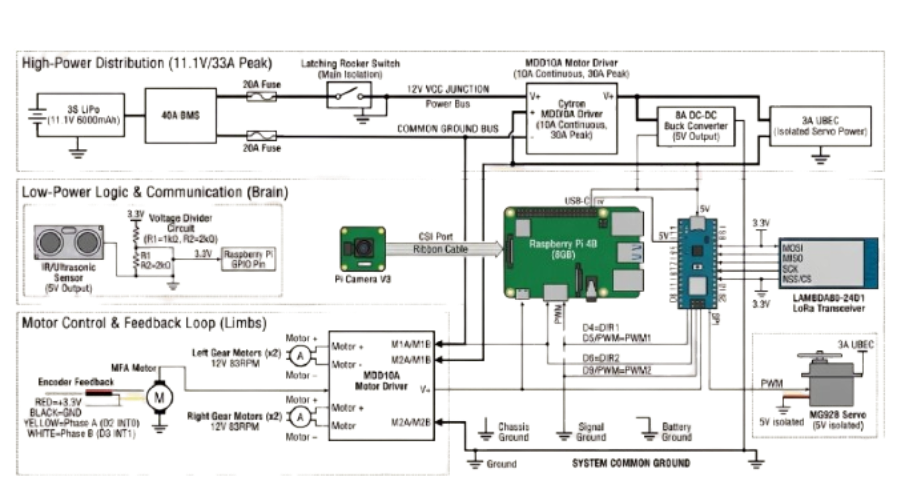 High-Power Distribution (11.1V/33A Peak)
3S LiPo
(11.1V 6000mAh)
40A BMS
20A Fuse
20A Fuse
Latching Rocker Switch
(Main Isolation)
12V VCC JUNCTION
Power Bus
COMMON GROUND BUS
MDD10A Motor Driver
(10A Continuous, 30A Peak)
V+
V+
+
-
Cytron
MDD10A Driver
(10A Continuous,
30A Peak)
8A DC-DC
Buck Converter
(5V Output)
3A UBEC
(Isolated Servo Power)
Low-Power Logic & Communication (Brain)
3.3V
Voltage Divider
Circuit
(R1=1kΩ, R2=2kΩ)
R1
R2=2kΩ
3.3V
Raspberry Pi
GPIO Pin
IR/Ultrasonic
Sensor
(5V Output)
Pi Camera V3
CSI Port
Ribbon Cable
USB-C
Raspberry Pi 4B
(8GB)
PWM
5V
5V
SPI
3.3V
MOSI
MISO
SCK
NSS/CS
3.3V
LAMBDA80-24D1
LoRa Transceiver
Motor Control & Feedback Loop (Limbs)
MFA Motor
Encoder Feedback
M
RED=+3.3V
BLACK=GND
YELLOW=Phase A (D2 INT0)
WHITE=Phase B (D3 INT1)
Motor +
Left Gear Motors (x2)
12V 83RPM
A
Motor -
Motor +
Right Gear Motors (x2)
12V 83RPM
A
Motor -
Motor +
Motor -
MDD10A
Motor Driver
Motor +
Motor
M1A/M1B
M2A/M1B
V+
M2A/M2B
D4=DIR1
D5/PWM=PWM1
D6=DIR2
D9/PWM=PWM2
Chassis
Ground
Signal
Ground
Battery
Ground
Ground
SYSTEM COMMON GROUND
3A UBEC
PWM
5V isolated
MG928 Servo
(5V isolated)